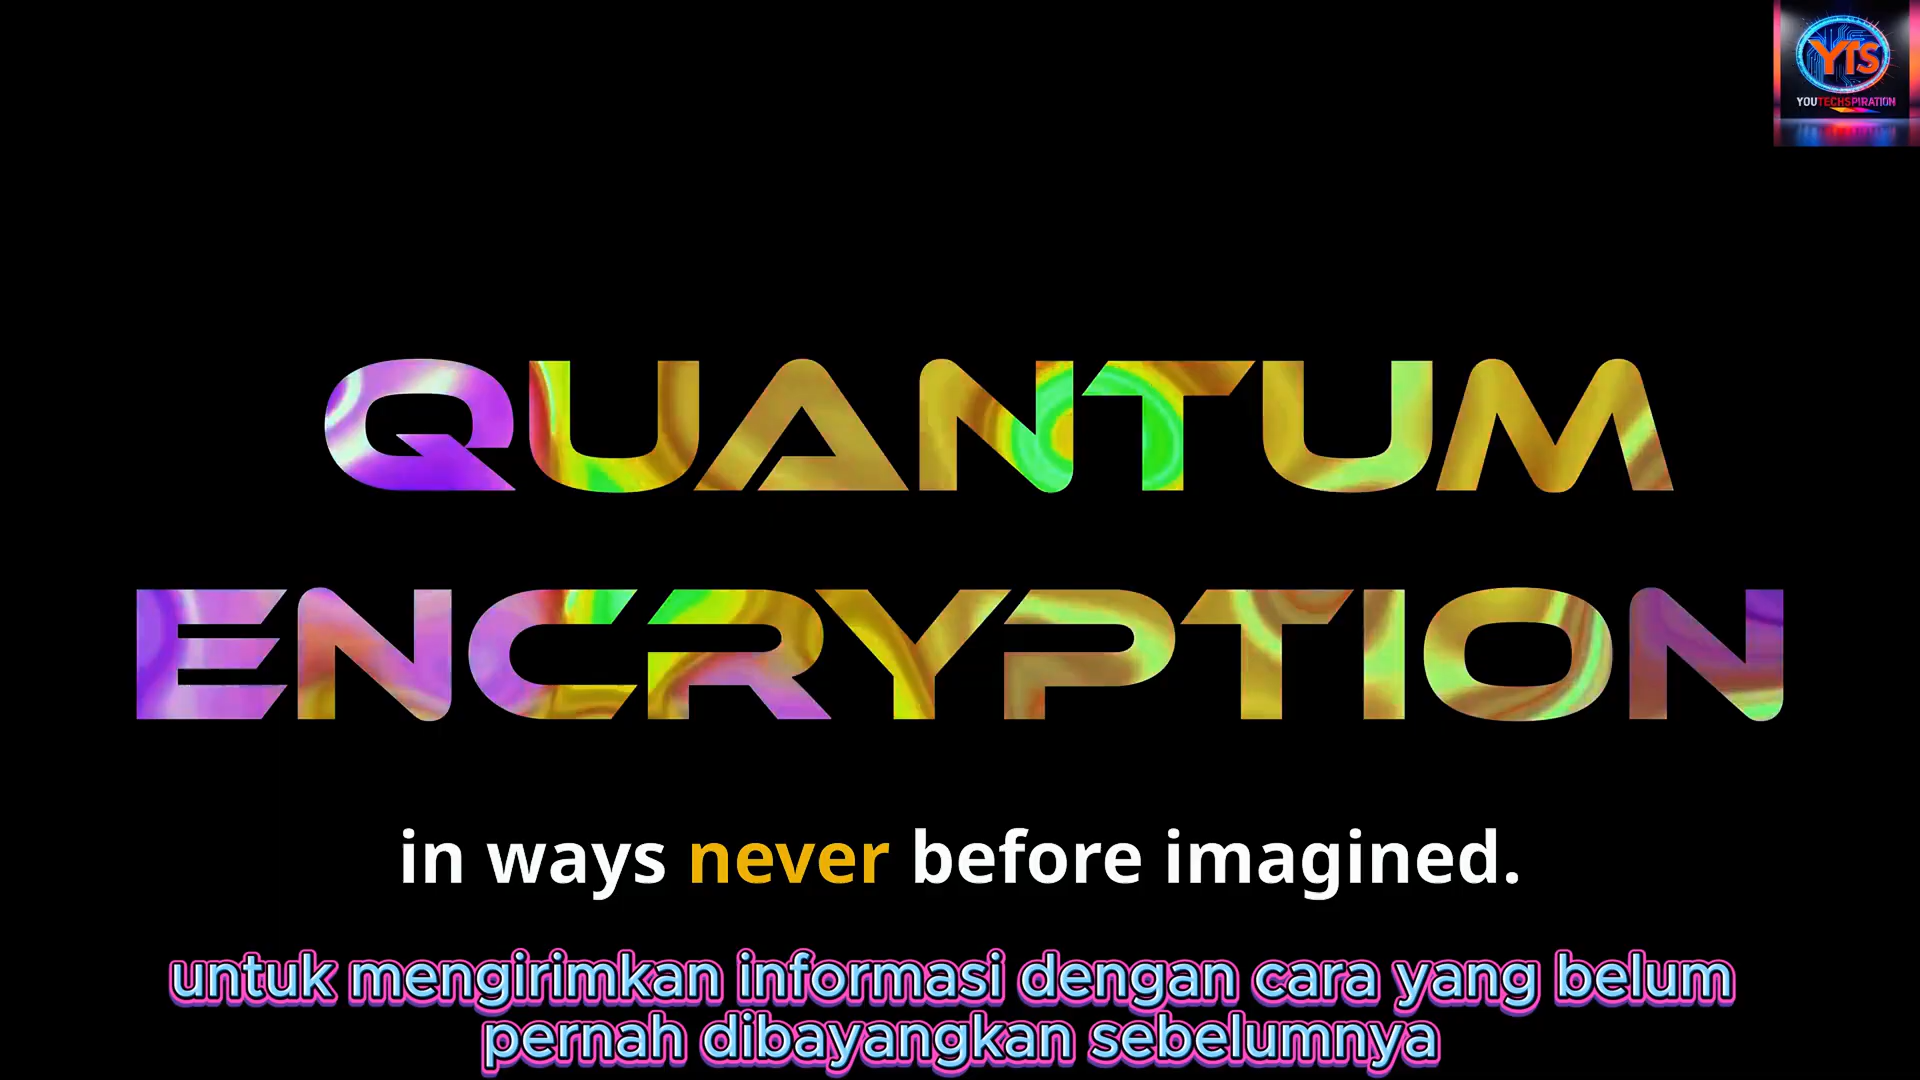 YTS
YOUTECHSPIRATION
QUANTUM
ENCRYPTION
in ways never before imagined.
untuk mengirimkan informasi dengan cara yang belum
pernah dibayangkan sebelumnya